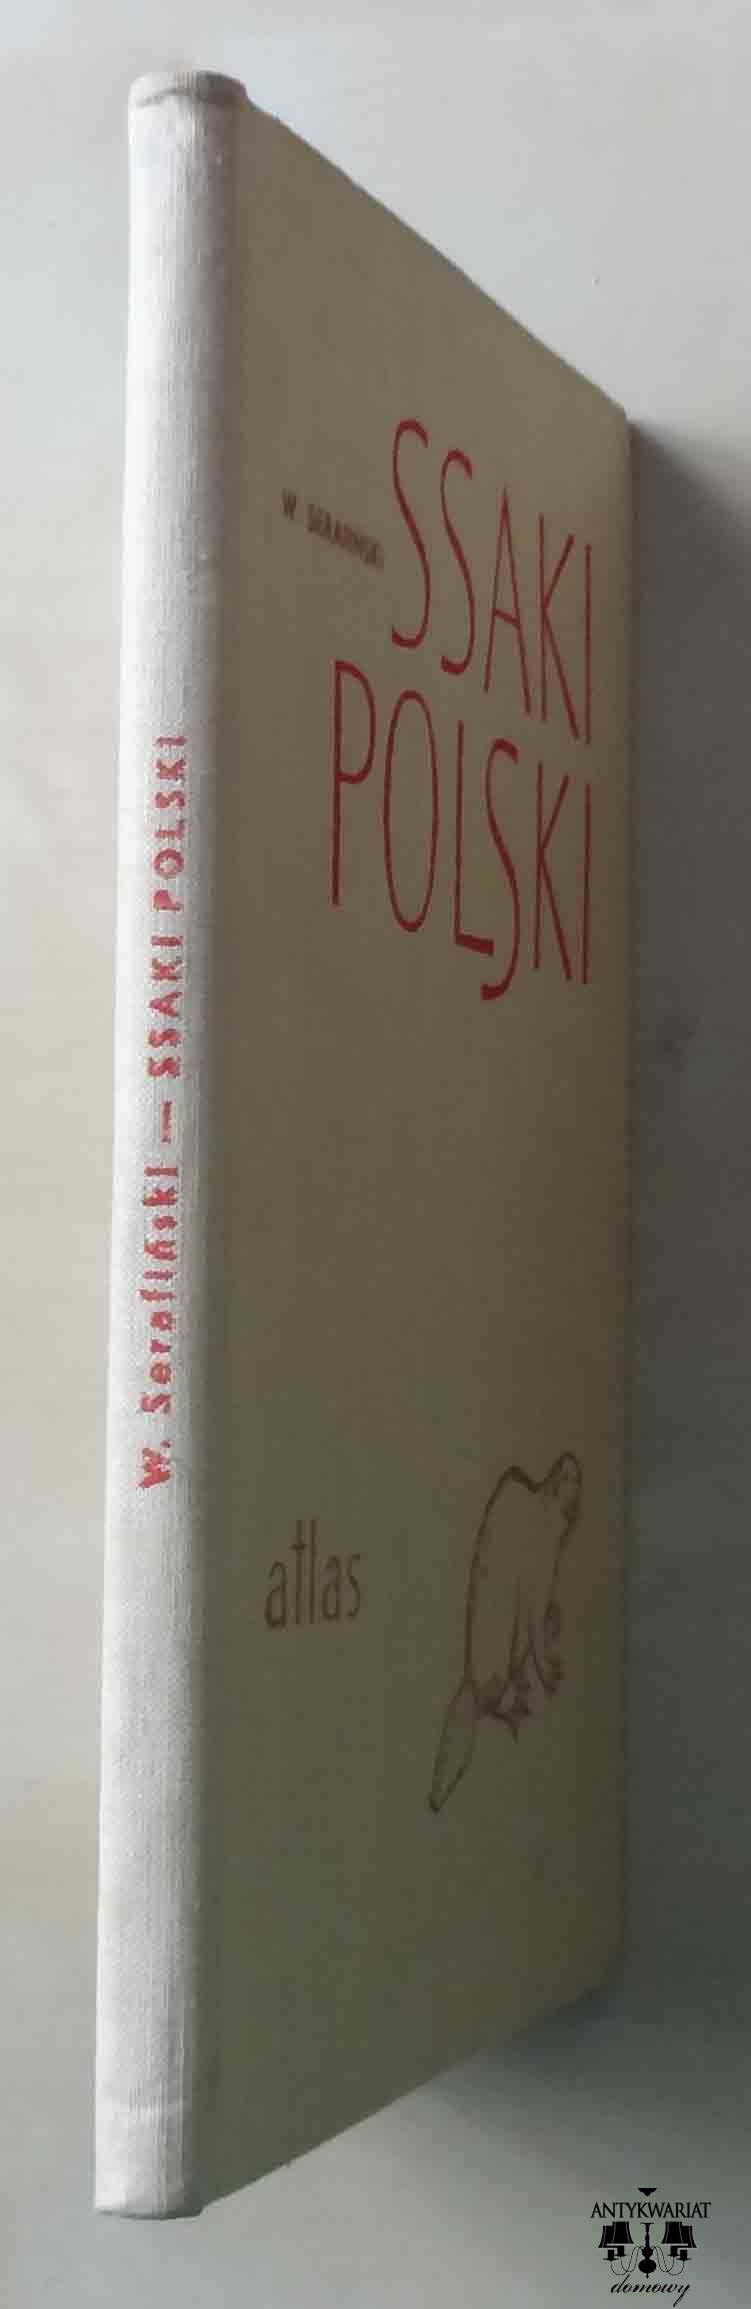 W. Serafiński — SSAKI POLSKI
W. SERAFIŃSKI
SSAKI
POLSKI
atlas
ANTYKWARIAT
domowy